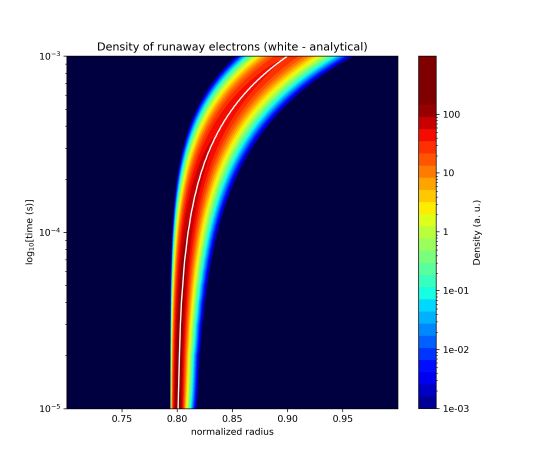 Density of runaway electrons (white - analytical)
10⁻³
10⁻⁴
10⁻⁵
log₁₀[time (s)]
0.75 0.80 0.85 0.90 0.95
normalized radius
100
10
1
1e-01
1e-02
1e-03
Density (a. u.)